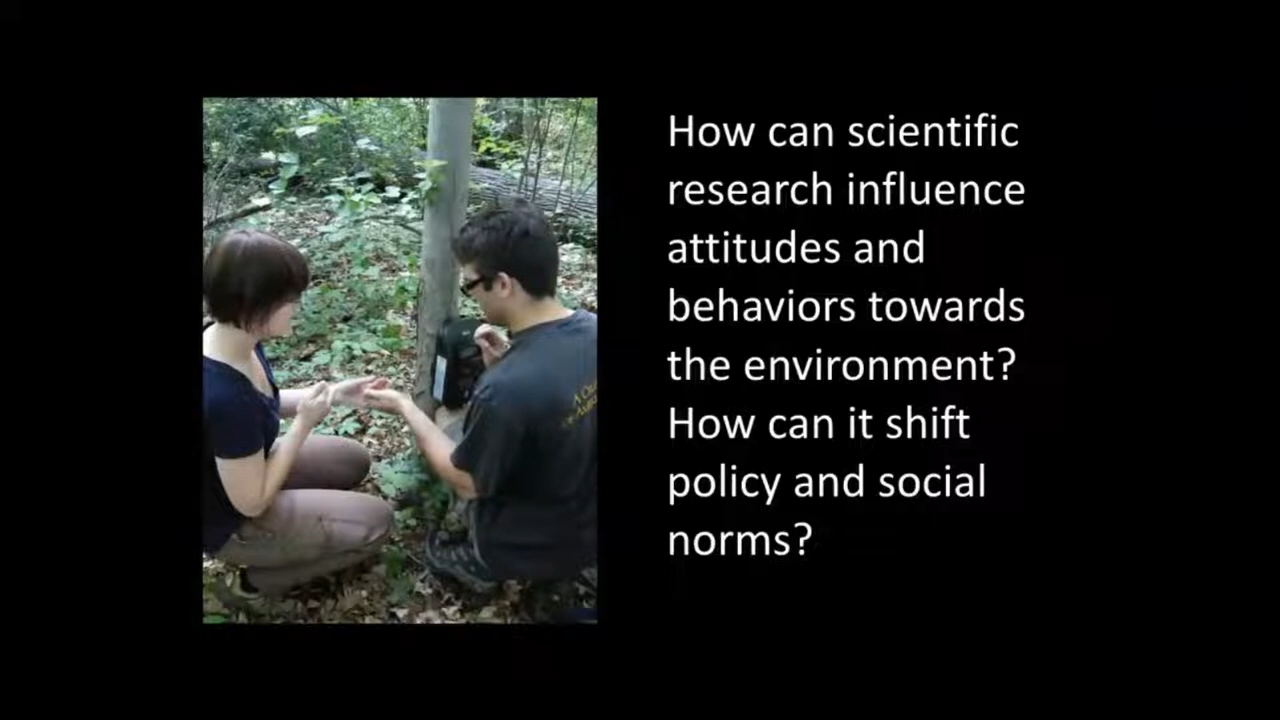 How can scientific
research influence
attitudes and
behaviors towards
the environment?
How can it shift
policy and social
norms?